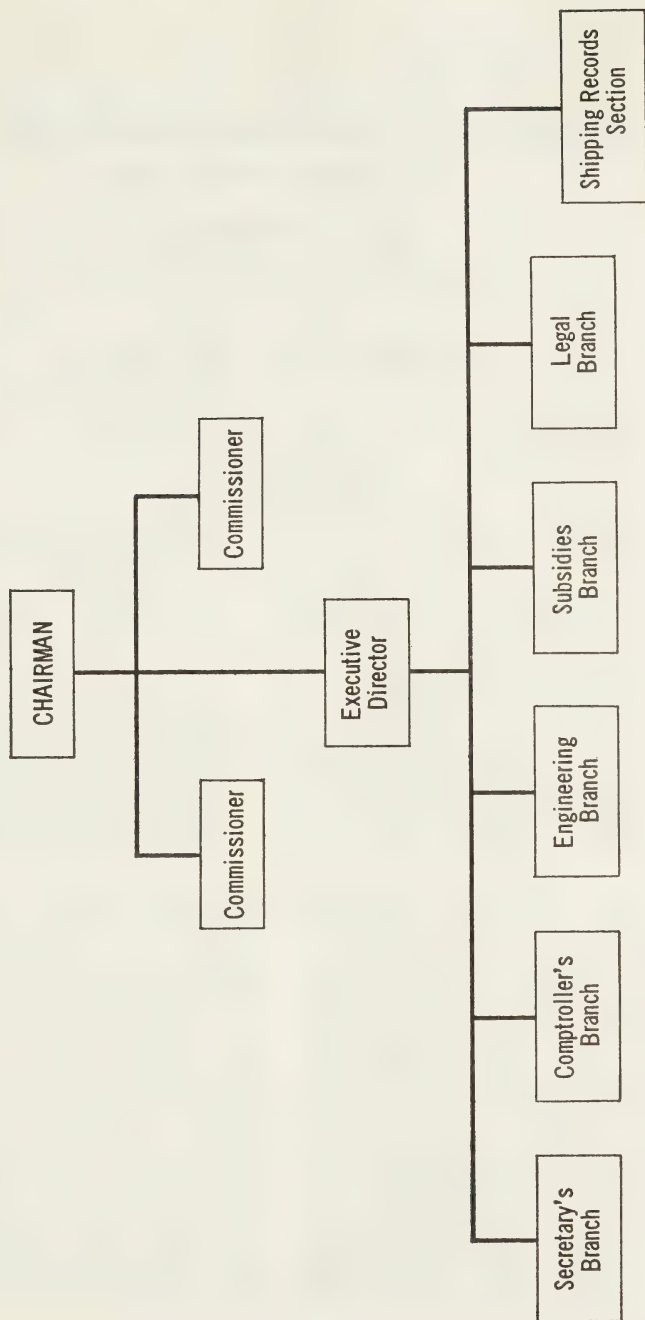 CHAIRMAN
Commissioner
Commissioner
Executive
Director
Secretary's
Branch
Comptroller's
Branch
Engineering
Branch
Subsidies
Branch
Legal
Branch
Shipping Records
Section